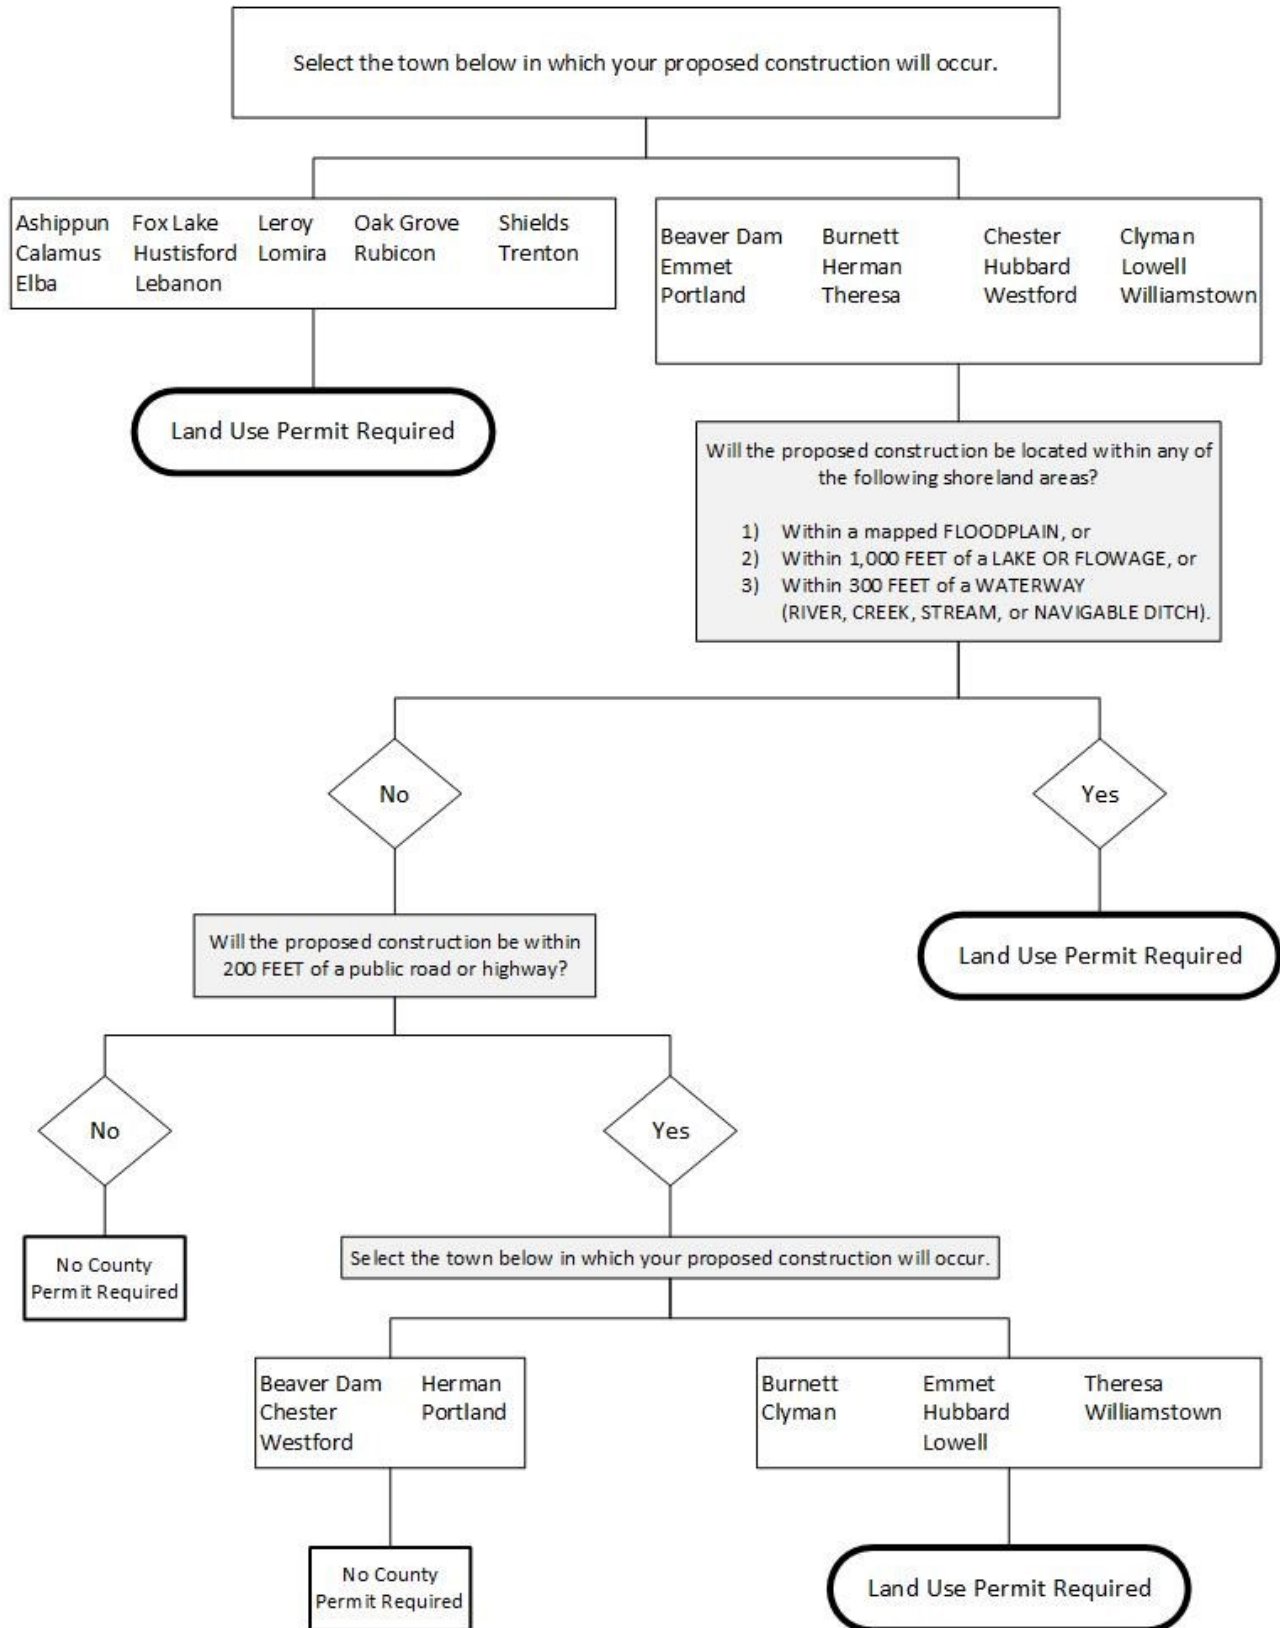 Select the town below in which your proposed construction will occur.
Ashippun Fox Lake Leroy Oak Grove Shields
Calamus Hustisford Lomira Rubicon Trenton
Elba Lebanon
Beaver Dam Burnett Chester Clyman
Emmet Herman Hubbard Lowell
Portland Theresa Westford Williamstown
Land Use Permit Required
Will the proposed construction be located within any of
the following shoreland areas?
1) Within a mapped FLOODPLAIN, or
2) Within 1,000 FEET of a LAKE OR FLOWAGE, or
3) Within 300 FEET of a WATERWAY
(RIVER, CREEK, STREAM, or NAVIGABLE DITCH).
No
Yes
Will the proposed construction be within
200 FEET of a public road or highway?
Land Use Permit Required
No
Yes
No County
Permit Required
Select the town below in which your proposed construction will occur.
Beaver Dam Herman
Chester Portland
Westford
Burnett Emmet Theresa
Clyman Hubbard Williamstown
Lowell
No County
Permit Required
Land Use Permit Required